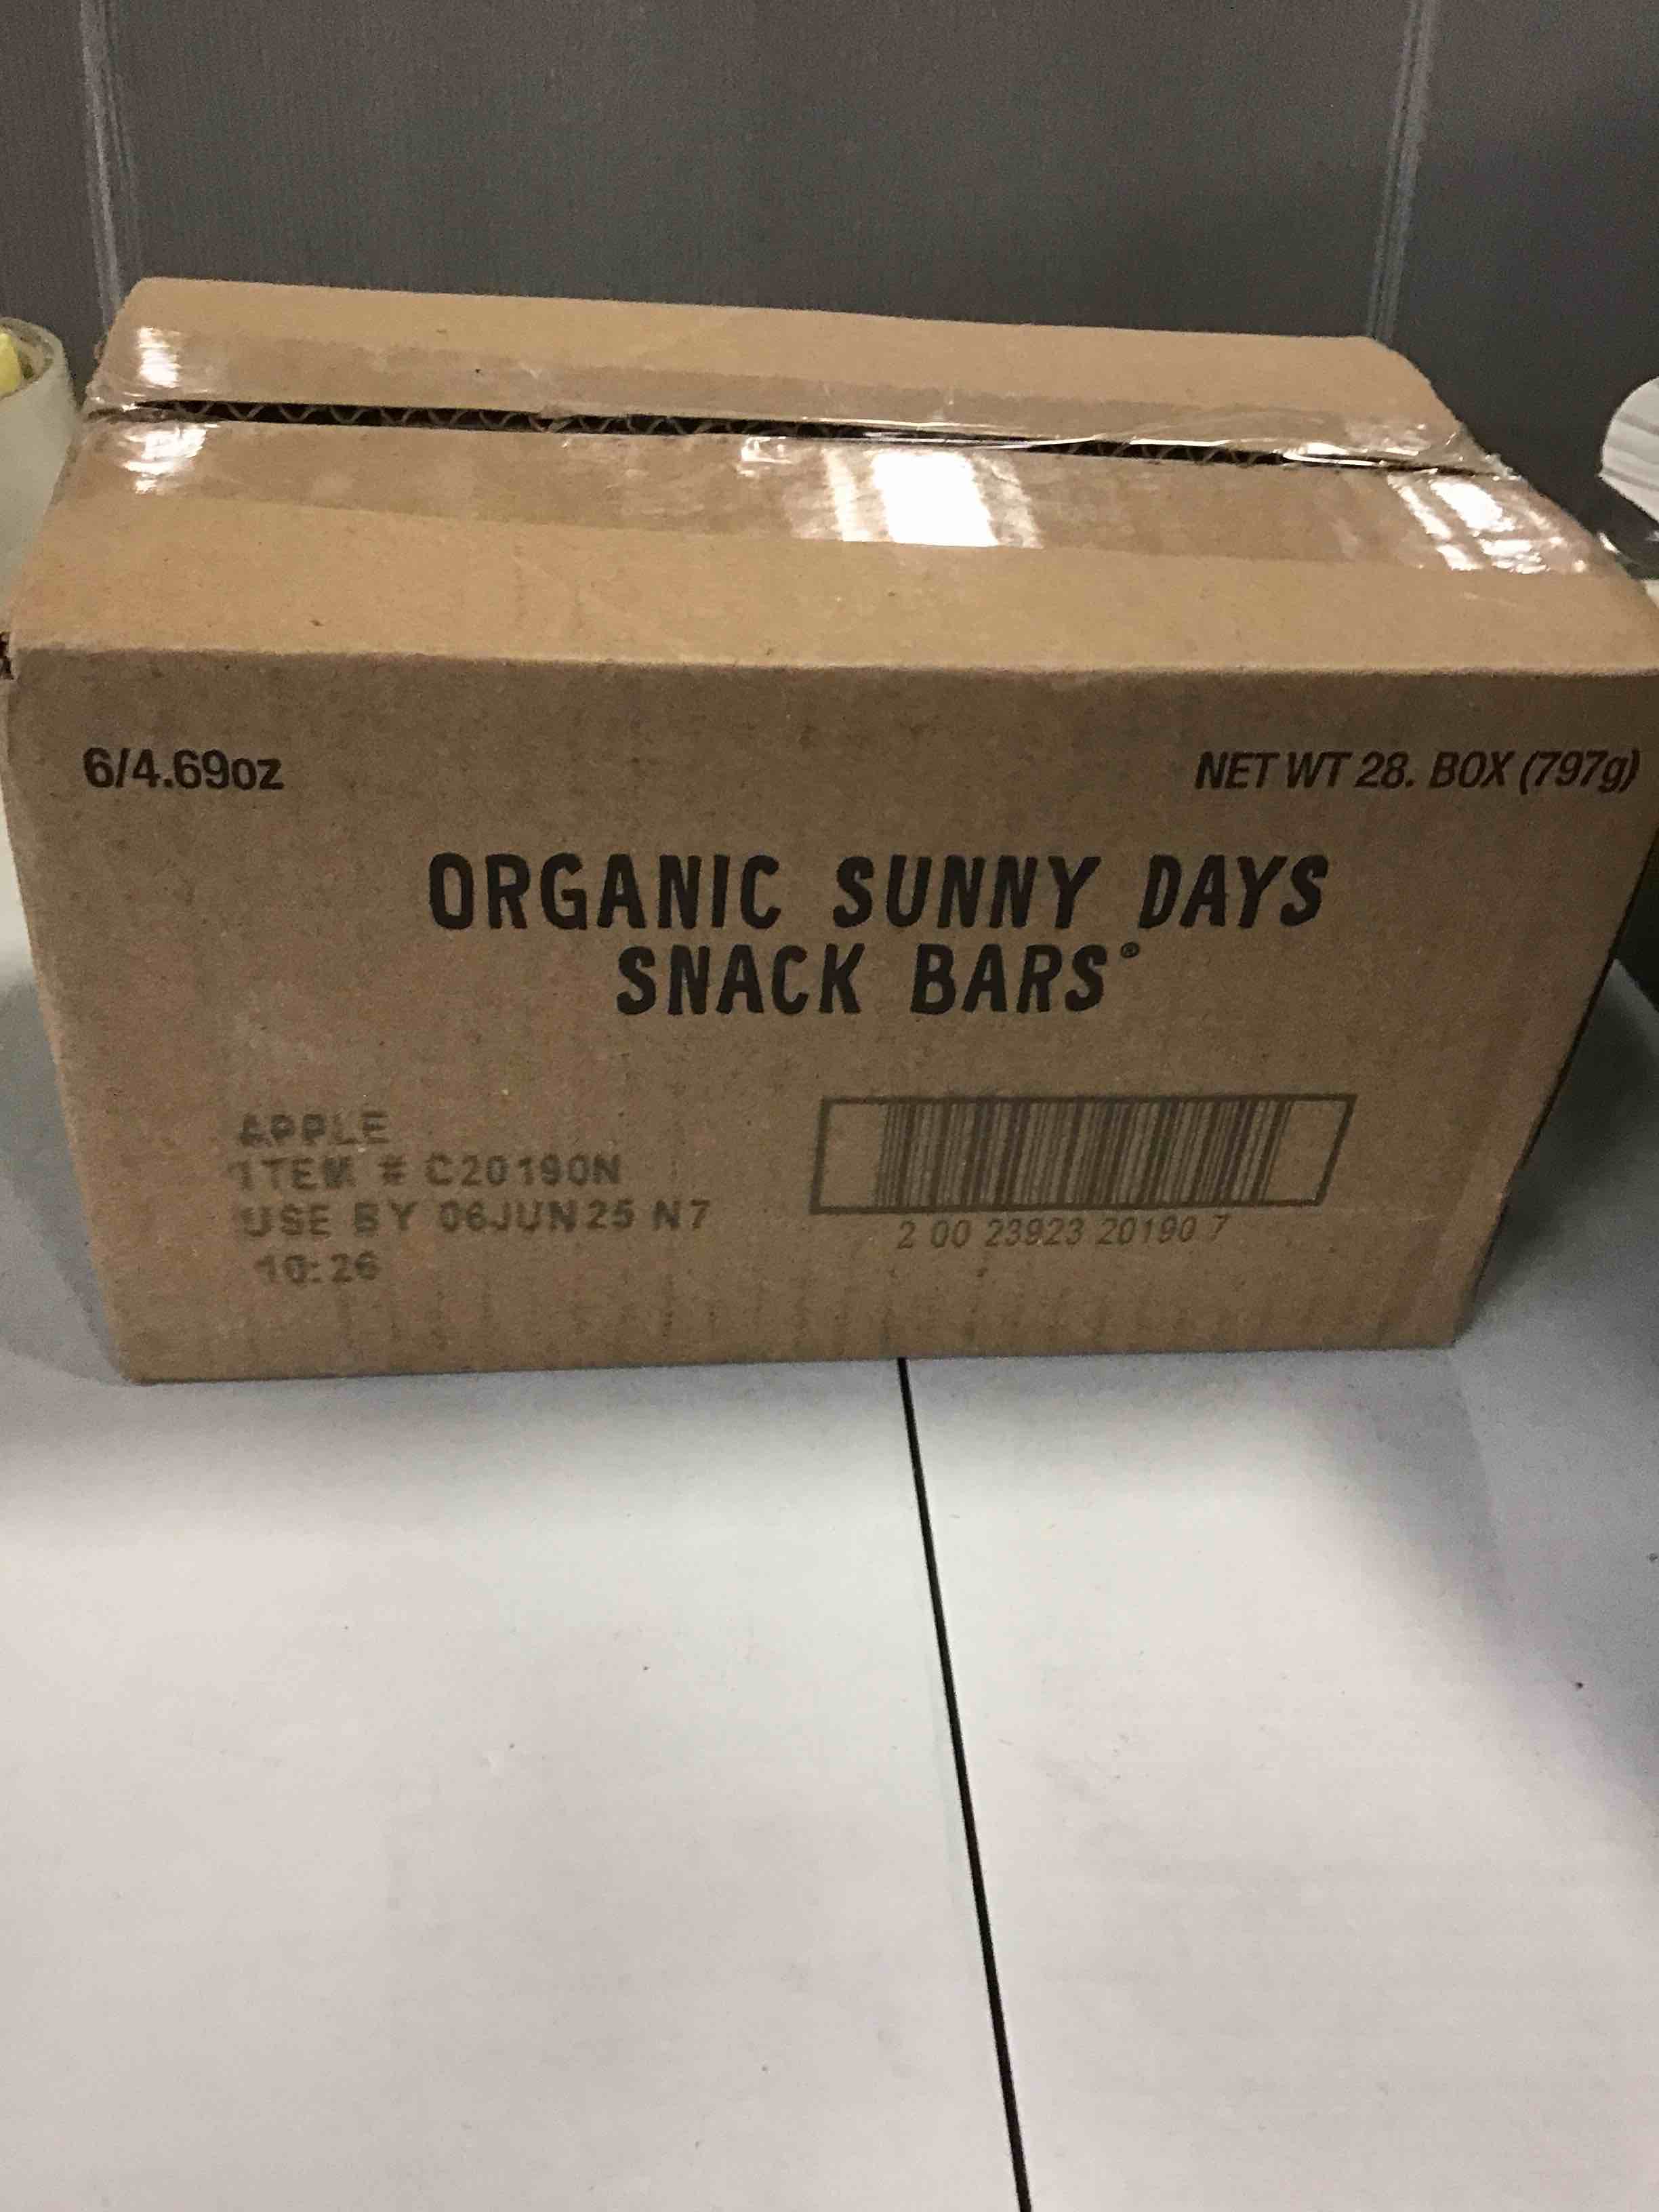 6/4.69oz
NET WT 28. BOX (797g)
ORGANIC SUNNY DAYS
SNACK BARS®
APPLE
ITEM # C20190N
USE BY 06JUN25 N7
10:26
2 00 23923 20190 7